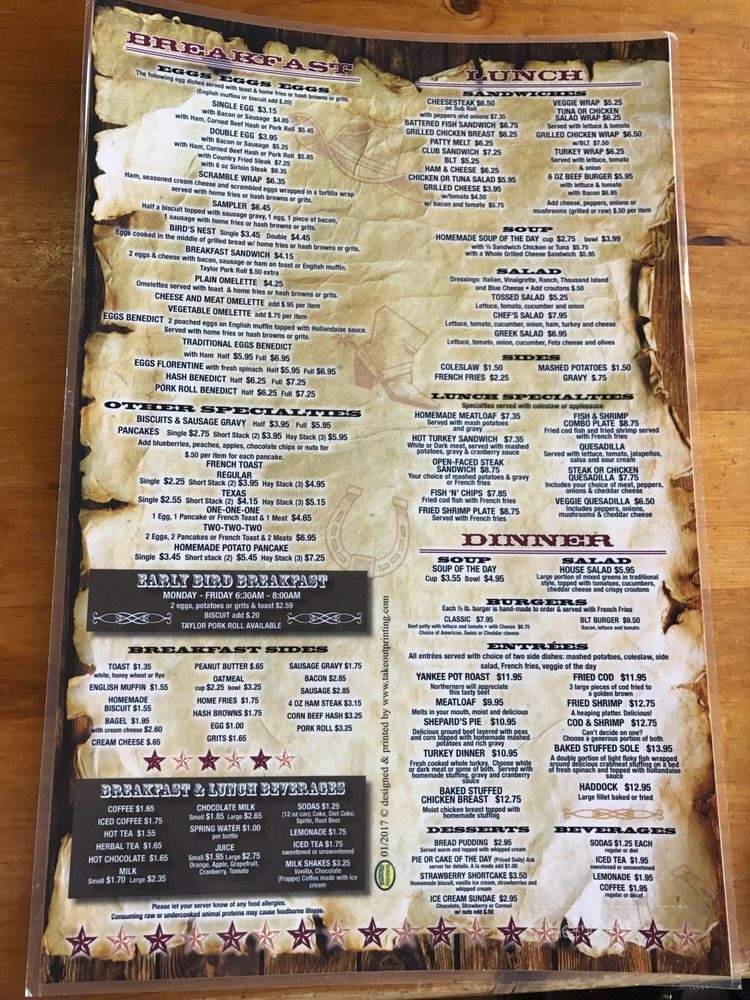 BREAKFAST
EGGS EGGS EGGS
The following egg dishes served with toast & home fries or hash browns or grits.
(English muffins or biscuit add $.20)
SINGLE EGG $3.15
with Bacon or Sausage $4.85
with Ham, Corned Beef Hash or Pork Roll $5.45
DOUBLE EGG $3.95
with Bacon or Sausage $5.25
with Ham, Corned Beef Hash or Pork Roll $5.85
with Country Fried Steak $7.25
with 6 oz Sirloin Steak $9.35
SCRAMBLE WRAP $6.35
Ham, seasoned cream cheese and scrambled eggs wrapped in a tortilla wrap
served with home fries or hash browns or grits.
SAMPLER $6.45
Half a biscuit topped with sausage gravy, 1 egg, 1 piece of bacon,
1 sausage with home fries or hash browns or grits.
BIRD'S NEST Single $3.45 Double $4.45
Eggs cooked in the middle of grilled bread w/ home fries or hash browns or grits.
BREAKFAST SANDWICH $4.15
2 eggs & cheese with bacon, sausage or ham on toast or English muffin.
Taylor Pork Roll $.50 extra
PLAIN OMELETTE $4.25
Omelettes served with toast & home fries or hash browns or grits.
CHEESE AND MEAT OMELETTE add $.95 per item
VEGETABLE OMELETTE add $.75 per item
EGGS BENEDICT 2 poached eggs on English muffin topped with Hollandaise sauce.
Served with home fries or hash browns or grits.
TRADITIONAL EGGS BENEDICT
with Ham Half $5.95 Full $6.95
EGGS FLORENTINE with fresh spinach Half $5.95 Full $6.95
HASH BENEDICT Half $6.25 Full $7.25
PORK ROLL BENEDICT Half $6.25 Full $7.25
OTHER SPECIALTIES
BISCUITS & SAUSAGE GRAVY Half $3.95 Full $5.95
PANCAKES Single $2.75 Short Stack (2) $3.95 Hay Stack (3) $5.95
Add blueberries, peaches, apples, chocolate chips or nuts for
$.50 per item for each pancake.
FRENCH TOAST
REGULAR
Single $2.25 Short Stack (2) $3.95 Hay Stack (3) $4.95
TEXAS
Single $2.55 Short Stack (2) $4.15 Hay Stack (3) $5.15
ONE-ONE-ONE
1 Egg, 1 Pancake or French Toast & 1 Meat $4.65
TWO-TWO-TWO
2 Eggs, 2 Pancakes or French Toast & 2 Meats $6.95
HOMEMADE POTATO PANCAKE
Single $3.45 Short stack (2) $5.45 Hay Stack (3) $7.25
EARLY BIRD BREAKFAST
MONDAY - FRIDAY 6:30AM - 8:00AM
2 eggs, potatoes or grits & toast $2.59
BISCUIT add $.20
TAYLOR PORK ROLL AVAILABLE
BREAKFAST SIDES
TOAST $1.35
white, honey wheat or Rye
ENGLISH MUFFIN $1.55
HOMEMADE
BISCUIT $1.55
BAGEL $1.95
with cream cheese $2.60
CREAM CHEESE $.65
PEANUT BUTTER $.65
OATMEAL
cup $2.25 bowl $3.25
HOME FRIES $1.75
HASH BROWNS $1.75
EGG $1.00
GRITS $1.65
SAUSAGE GRAVY $1.75
BACON $2.85
SAUSAGE $2.85
4 OZ HAM STEAK $3.15
CORN BEEF HASH $3.25
PORK ROLL $3.25
BREAKFAST & LUNCH BEVERAGES
COFFEE $1.65
ICED COFFEE $1.75
HOT TEA $1.55
HERBAL TEA $1.65
HOT CHOCOLATE $1.65
MILK
Small $1.70 Large $2.35
CHOCOLATE MILK
Small $1.85 Large $2.65
SPRING WATER $1.00
per bottle
JUICE
Small $1.95 Large $2.75
Orange, Apple, Grapefruit,
Cranberry, Tomato
SODAS $1.25
(12 oz can) Coke, Diet Coke,
Sprite, Root Beer
LEMONADE $1.75
ICED TEA $1.75
sweetened or unsweetened
MILK SHAKES $3.25
Vanilla, Chocolate
(Frappe) Coffee made with ice
cream
Please let your server know of any food allergies.
Consuming raw or undercooked animal proteins may cause foodborne illness.
01/2017 © designed & printed by www.takeoutprinting.com
LUNCH
SANDWICHES
CHEESESTEAK $6.50
on Sub Roll
with peppers and onions $7.35
BATTERED FISH SANDWICH $6.75
GRILLED CHICKEN BREAST $6.25
PATTY MELT $6.25
CLUB SANDWICH $7.25
BLT $5.25
HAM & CHEESE $6.25
CHICKEN OR TUNA SALAD $5.95
GRILLED CHEESE $3.95
w/tomato $4.50
w/ bacon and tomato $5.75
VEGGIE WRAP $5.25
TUNA OR CHICKEN
SALAD WRAP $6.25
Served with lettuce & tomato
GRILLED CHICKEN WRAP $6.50
w/BLT $7.50
TURKEY WRAP $6.25
Served with lettuce, tomato
& onion
6 OZ BEEF BURGER $5.95
with lettuce & tomato
with Bacon $6.95
Add cheese, peppers, onions or
mushrooms (grilled or raw) $.50 per item
SOUP
HOMEMADE SOUP OF THE DAY cup $2.75 bowl $3.99
with ½ Sandwich Chicken or Tuna $5.75
with a Whole Grilled Cheese Sandwich $5.95
SALAD
Dressings: Italian, Vinaigrette, Ranch, Thousand Island
and Blue Cheese • Add croutons $.50
TOSSED SALAD $5.25
Lettuce, tomato, cucumber and onion
CHEF'S SALAD $7.95
Lettuce, tomato, cucumber, onion, ham, turkey and cheese
GREEK SALAD $6.95
Lettuce, tomato, onion, cucumber, Feta cheese and olives
SIDES
COLESLAW $1.50
FRENCH FRIES $2.25
MASHED POTATOES $1.50
GRAVY $.75
LUNCH SPECIALTIES
Specialties served with coleslaw or applesauce
HOMEMADE MEATLOAF $7.35
Served with mash potatoes
and gravy
HOT TURKEY SANDWICH $7.35
White or Dark meat, served with mashed
potatoes, gravy & cranberry sauce
OPEN-FACED STEAK
SANDWICH $8.75
Your choice of mashed potatoes & gravy
or French fries
FISH 'N' CHIPS $7.85
Fried cod fish with French fries
FRIED SHRIMP PLATE $8.75
Served with French fries
FISH & SHRIMP
COMBO PLATE $8.75
Fried cod fish and fried shrimp served
with French fries
QUESADILLA
Served with lettuce, tomato, jalapeños,
salsa and sour cream
STEAK OR CHICKEN
QUESADILLA $7.75
Includes your choice of meat, peppers,
onions & cheddar cheese
VEGGIE QUESADILLA $6.50
Includes peppers, onions,
mushrooms & cheddar cheese
DINNER
SOUP
SOUP OF THE DAY
Cup $3.55 Bowl $4.95
SALAD
HOUSE SALAD $5.95
Large portion of mixed greens in traditional
style, topped with tomatoes, cucumbers,
cheddar cheese and crispy croutons
BURGERS
Each ½ lb. burger is hand-made to order & served with French Fries
CLASSIC $7.95
Beef patty with lettuce and tomato • with Cheese $8.75
Choice of American, Swiss or Cheddar cheese
BLT BURGER $9.50
Bacon, lettuce and tomato
ENTRÉES
All entrées served with choice of two side dishes: mashed potatoes, coleslaw, side
salad, French fries, veggie of the day
YANKEE POT ROAST $11.95
Northerners will appreciate
this tasty beef
MEATLOAF $9.95
Melts in your mouth, moist and delicious
SHEPARD'S PIE $10.95
Delicious ground beef layered with peas
and corn topped with homemade mashed
potatoes and rich gravy
TURKEY DINNER $10.95
Fresh cooked whole turkey. Choose white
or dark meat or some of both. Served with
homemade stuffing, gravy and cranberry
sauce
BAKED STUFFED
CHICKEN BREAST $12.75
Moist chicken breast topped with
homemade stuffing
FRIED COD $11.95
3 large pieces of cod fried to
a golden brown
FRIED SHRIMP $12.75
A heaping platter. Delicious!
COD & SHRIMP $12.75
Can't decide on one?
Choose a generous portion of both
BAKED STUFFED SOLE $13.95
A double portion of light flaky fish wrapped
around delicious crabmeat stuffing on a bed
of fresh spinach and topped with hollandaise
sauce
HADDOCK $12.95
Large fillet baked or fried
DESSERTS
BREAD PUDDING $2.95
Served warm and topped with whipped cream
PIE OR CAKE OF THE DAY (Priced Daily) Ask
server for details. A la mode add $1.00
STRAWBERRY SHORTCAKE $3.50
Homemade biscuit, vanilla ice cream, strawberries and
whipped cream
ICE CREAM SUNDAE $2.95
Chocolate, Strawberry or Carmel
w/ nuts add $.50
BEVERAGES
SODAS $1.25 EACH
regular or diet
ICED TEA $1.95
sweetened or unsweetened
LEMONADE $1.95
COFFEE $1.95
regular or decaf